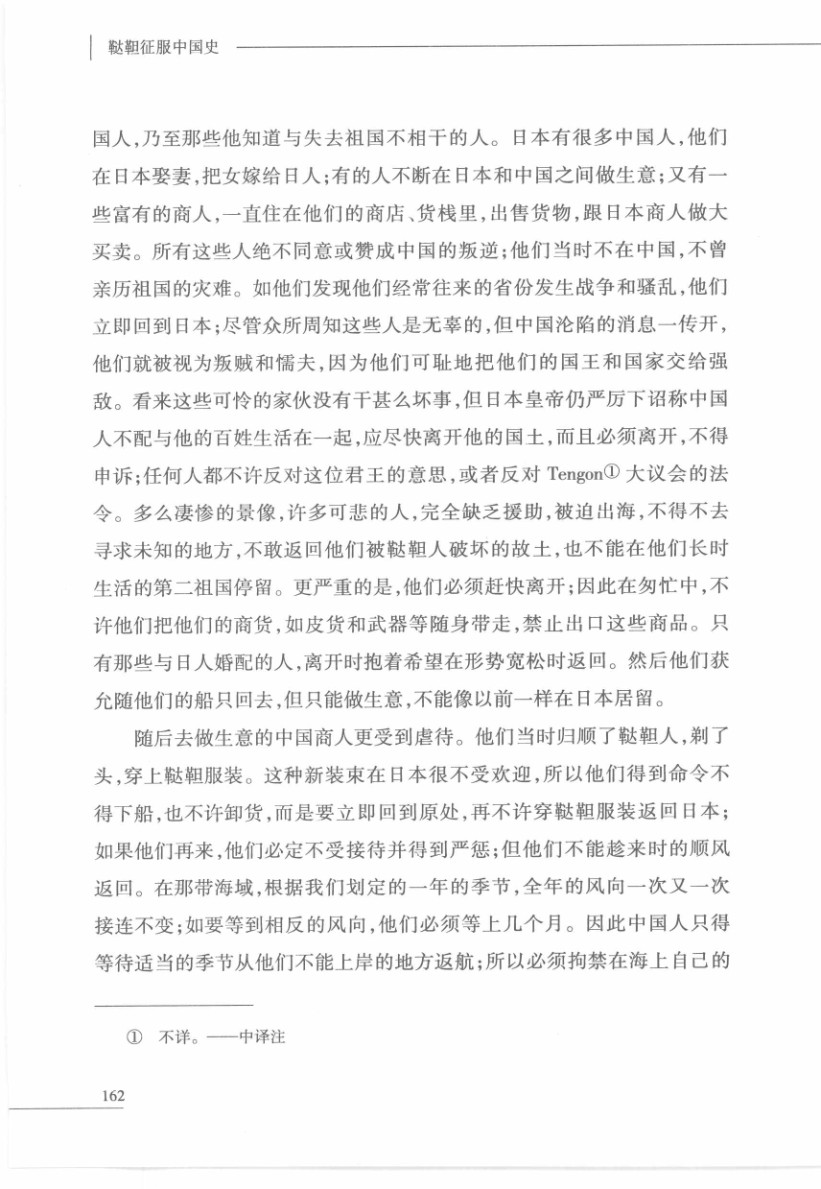 鞑靼征服中国史
国人,乃至那些他知道与失去祖国不相干的人。日本有很多中国人,他们
在日本娶妻,把女嫁给日人;有的人不断在日本和中国之间做生意;又有一
些富有的商人,一直住在他们的商店、货栈里,出售货物,跟日本商人做大
买卖。所有这些人绝不同意或赞成中国的叛逆;他们当时不在中国,不曾
亲历祖国的灾难。如他们发现他们经常往来的省份发生战争和骚乱,他们
立即回到日本;尽管众所周知这些人是无辜的,但中国沦陷的消息一传开,
他们就被视为叛贼和懦夫,因为他们可耻地把他们的国王和国家交给强
敌。看来这些可怜的家伙没有干甚么坏事,但日本皇帝仍严厉下诏称中国
人不配与他的百姓生活在一起,应尽快离开他的国土,而且必须离开,不得
申诉;任何人都不许反对这位君王的意思,或者反对 Tengon① 大议会的法
令。多么凄惨的景像,许多可悲的人,完全缺乏援助,被迫出海,不得不去
寻求未知的地方,不敢返回他们被鞑靼人破坏的故土,也不能在他们长时
生活的第二祖国停留。更严重的是,他们必须赶快离开;因此在匆忙中,不
许他们把他们的商货,如皮货和武器等随身带走,禁止出口这些商品。只
有那些与日人婚配的人,离开时抱着希望在形势宽松时返回。然后他们获
允随他们的船只回去,但只能做生意,不能像以前一样在日本居留。
随后去做生意的中国商人更受到虐待。他们当时归顺了鞑靼人,剃了
头,穿上鞑靼服装。这种新装束在日本很不受欢迎,所以他们得到命令不
得下船,也不许卸货,而是要立即回到原处,再不许穿鞑靼服装返回日本;
如果他们再来,他们必定不受接待并得到严惩;但他们不能趁来时的顺风
返回。在那带海域,根据我们划定的一年的季节,全年的风向一次又一次
接连不变;如要等到相反的风向,他们必须等上几个月。因此中国人只得
等待适当的季节从他们不能上岸的地方返航;所以必须拘禁在海上自己的
① 不详。——中译注
162